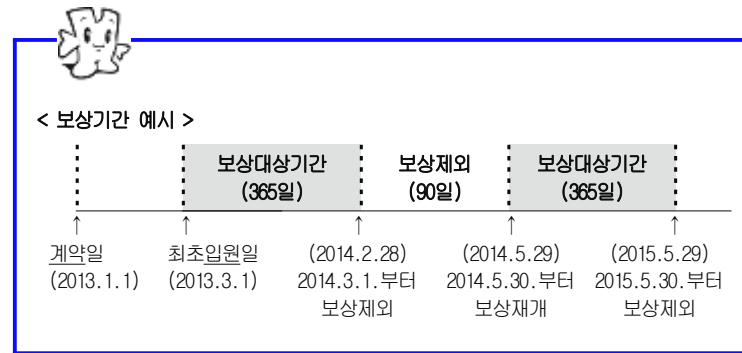 < 보상기간 예시 >
보상대상기간 보상제외 보상대상기간
(365일) (90일) (365일)
계약일 최초입원일 (2014.2.28) (2014.5.29) (2015.5.29)
(2013.1.1) (2013.3.1) 2014.3.1.부터 2014.5.30.부터 2015.5.30.부터
보상제외 보상재개 보상제외